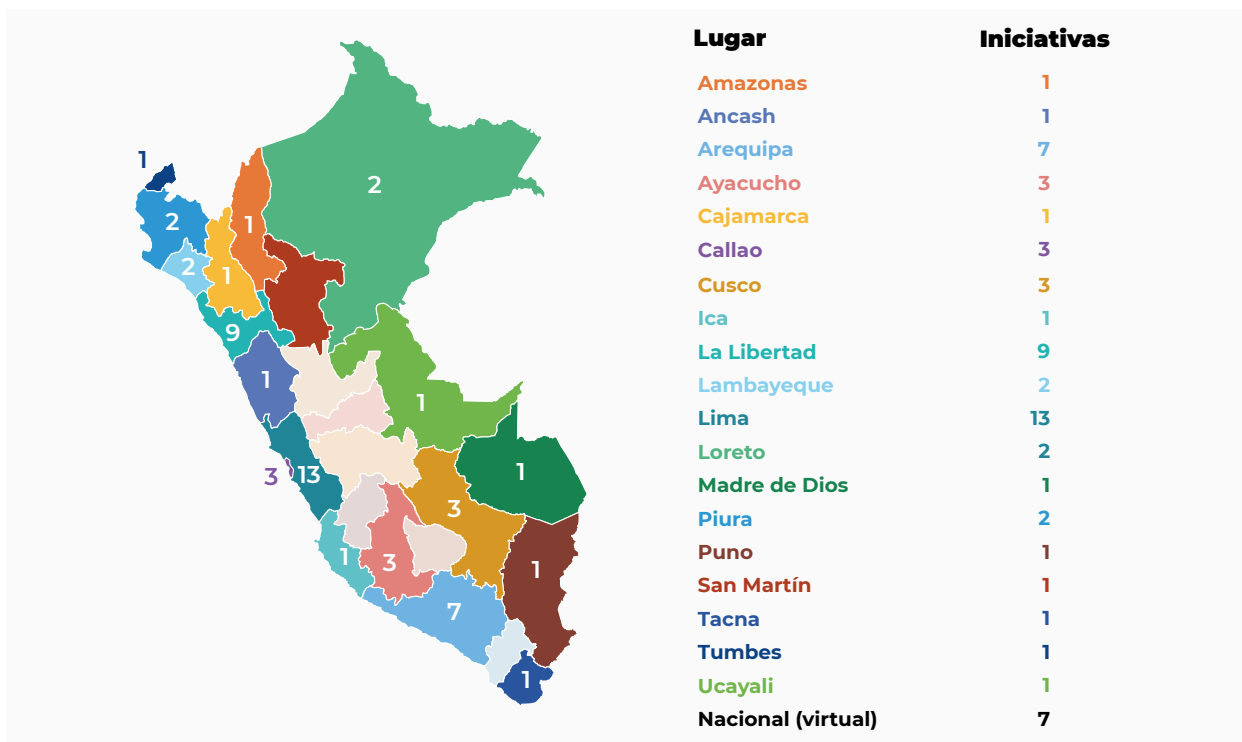 Lugar Iniciativas
Amazonas 1
Ancash 1
Arequipa 7
Ayacucho 3
Cajamarca 1
Callao 3
Cusco 3
Ica 1
La Libertad 9
Lambayeque 2
Lima 13
Loreto 2
Madre de Dios 1
Piura 2
Puno 1
San Martín 1
Tacna 1
Tumbes 1
Ucayali 1
Nacional (virtual) 7
1
2
2
1
2
1
9
1
1
3
13
1
3
1
3
1
7
1